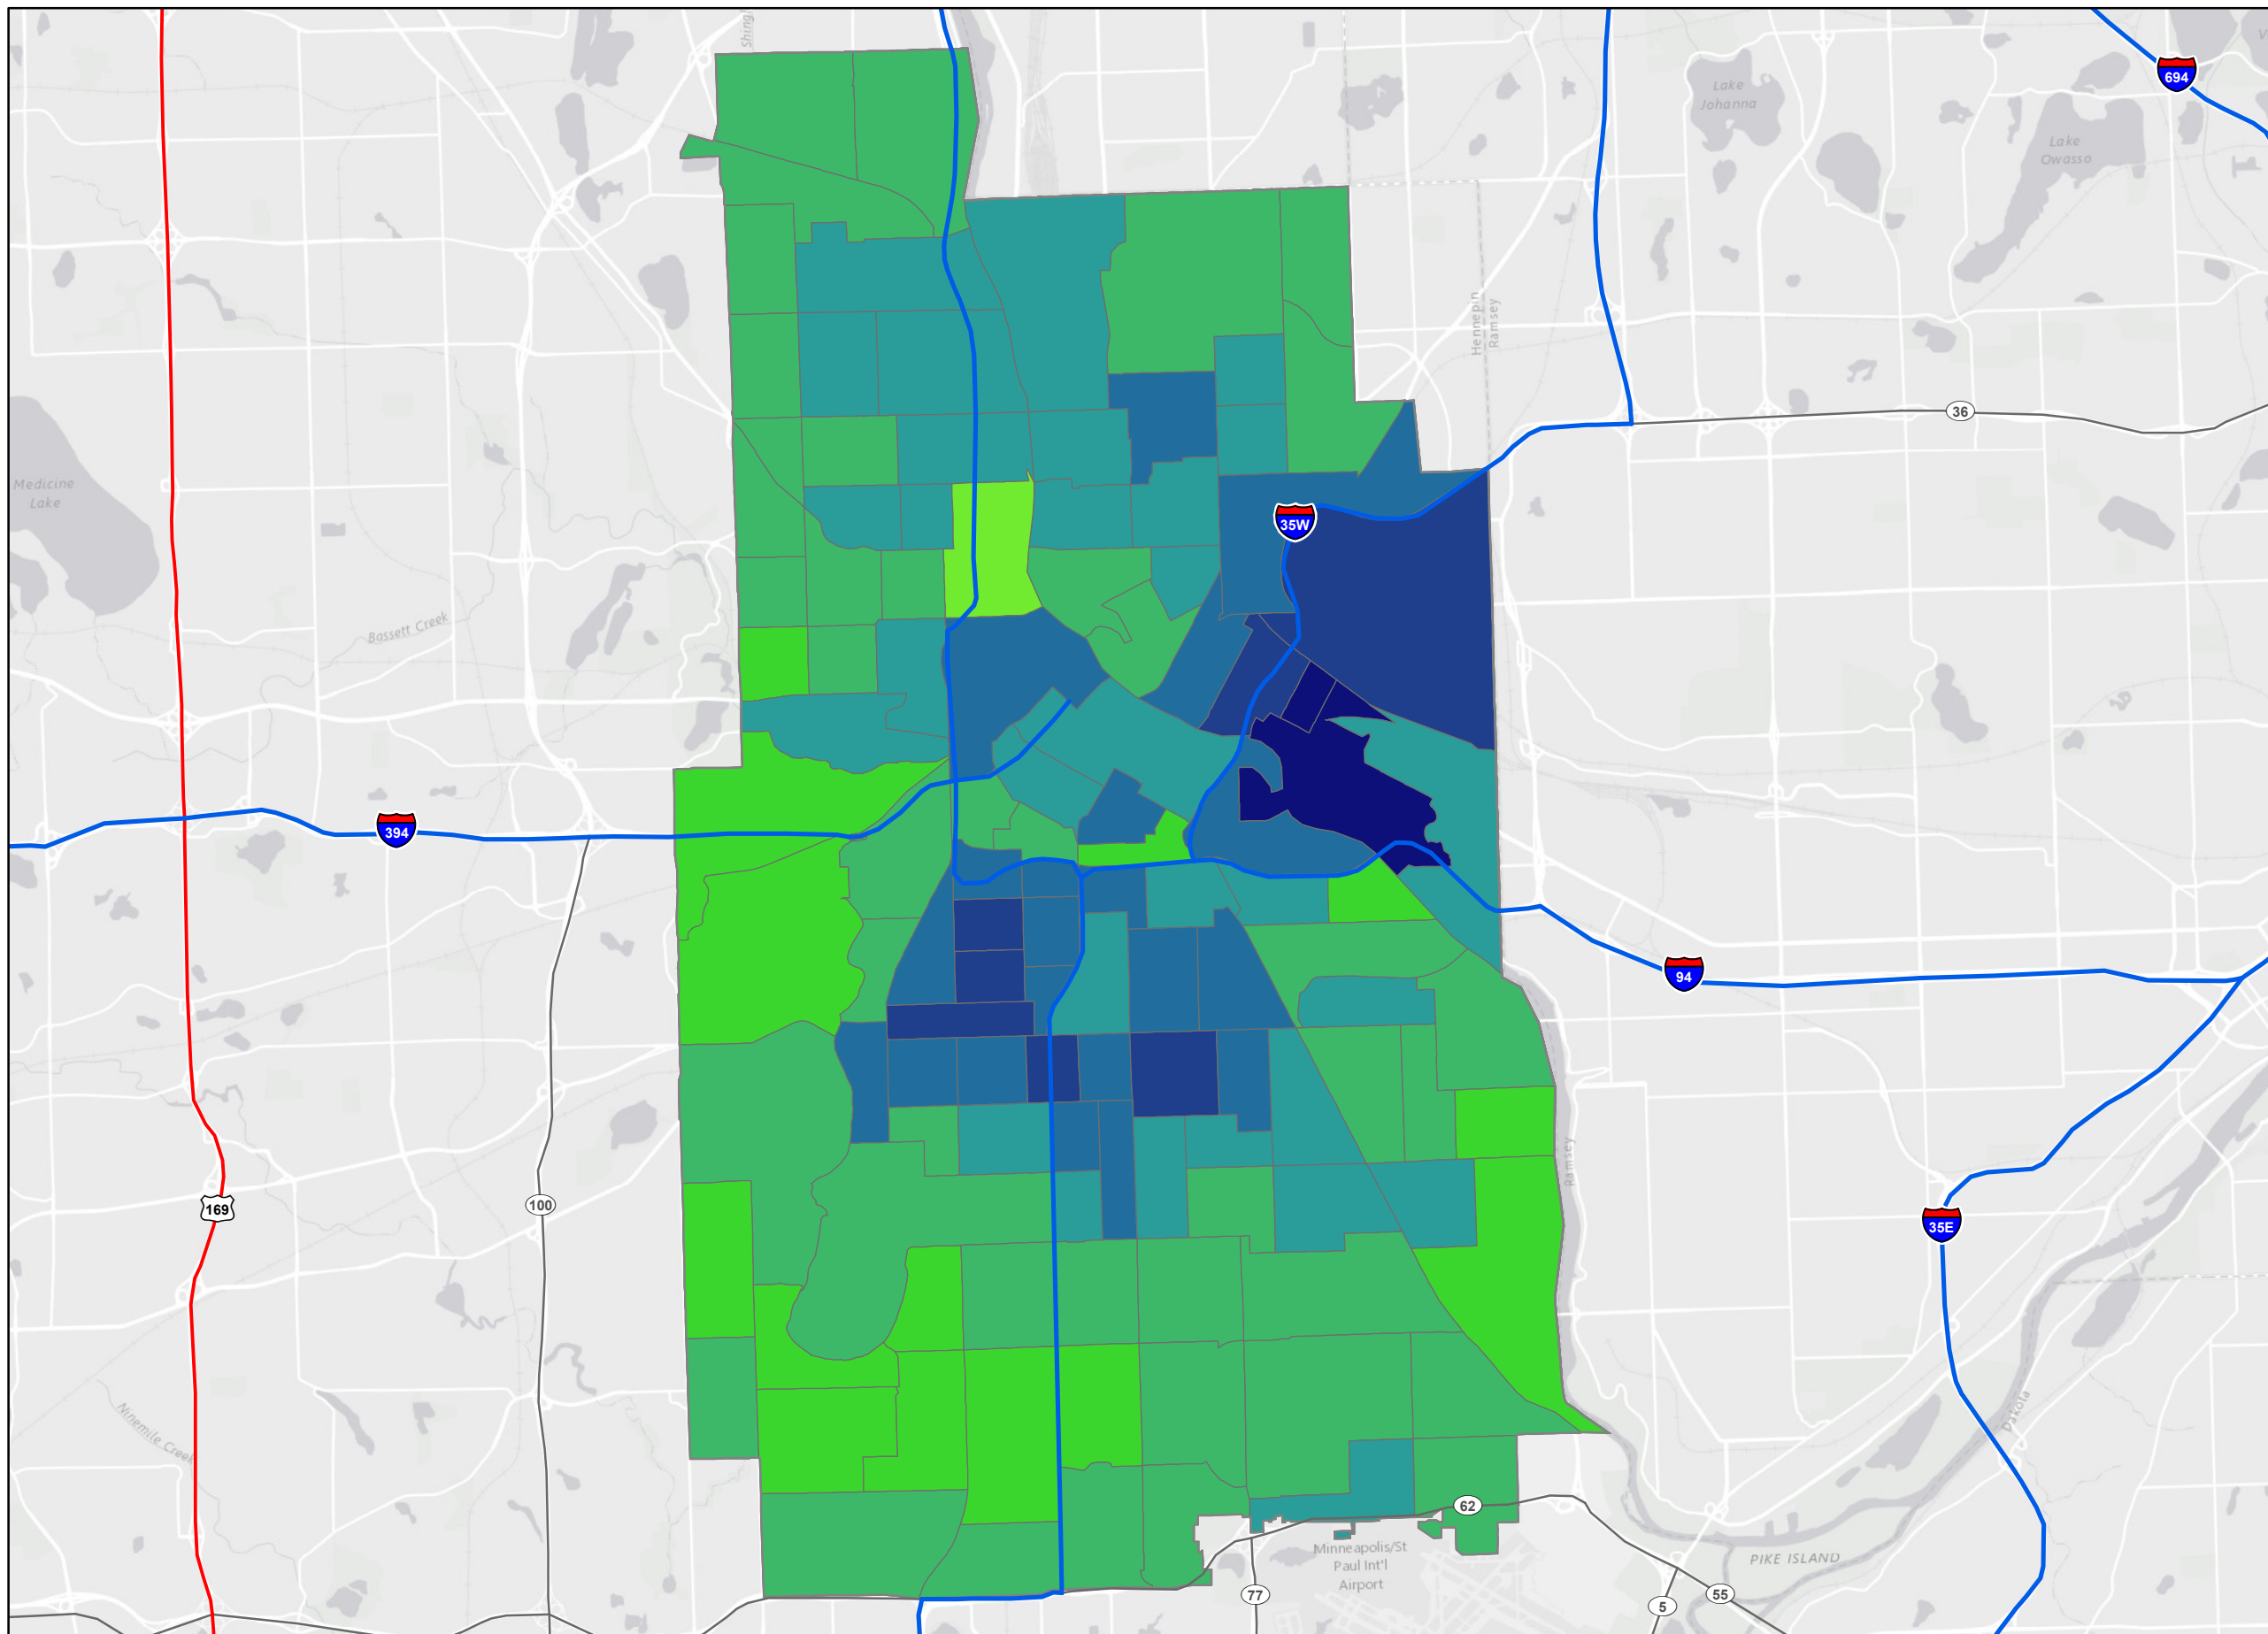 Shingl
694
Lake
Johanna
Lake
Owasso
V
Hennepin
Ramsey
36
Medicine
Lake
35W
Bassett Creek
394
94
Ramsey
169
100
35E
Dakota
Ninemile Creek
62
Minneapolis/St
Paul Int'l
Airport
PIKE ISLAND
77
55
5